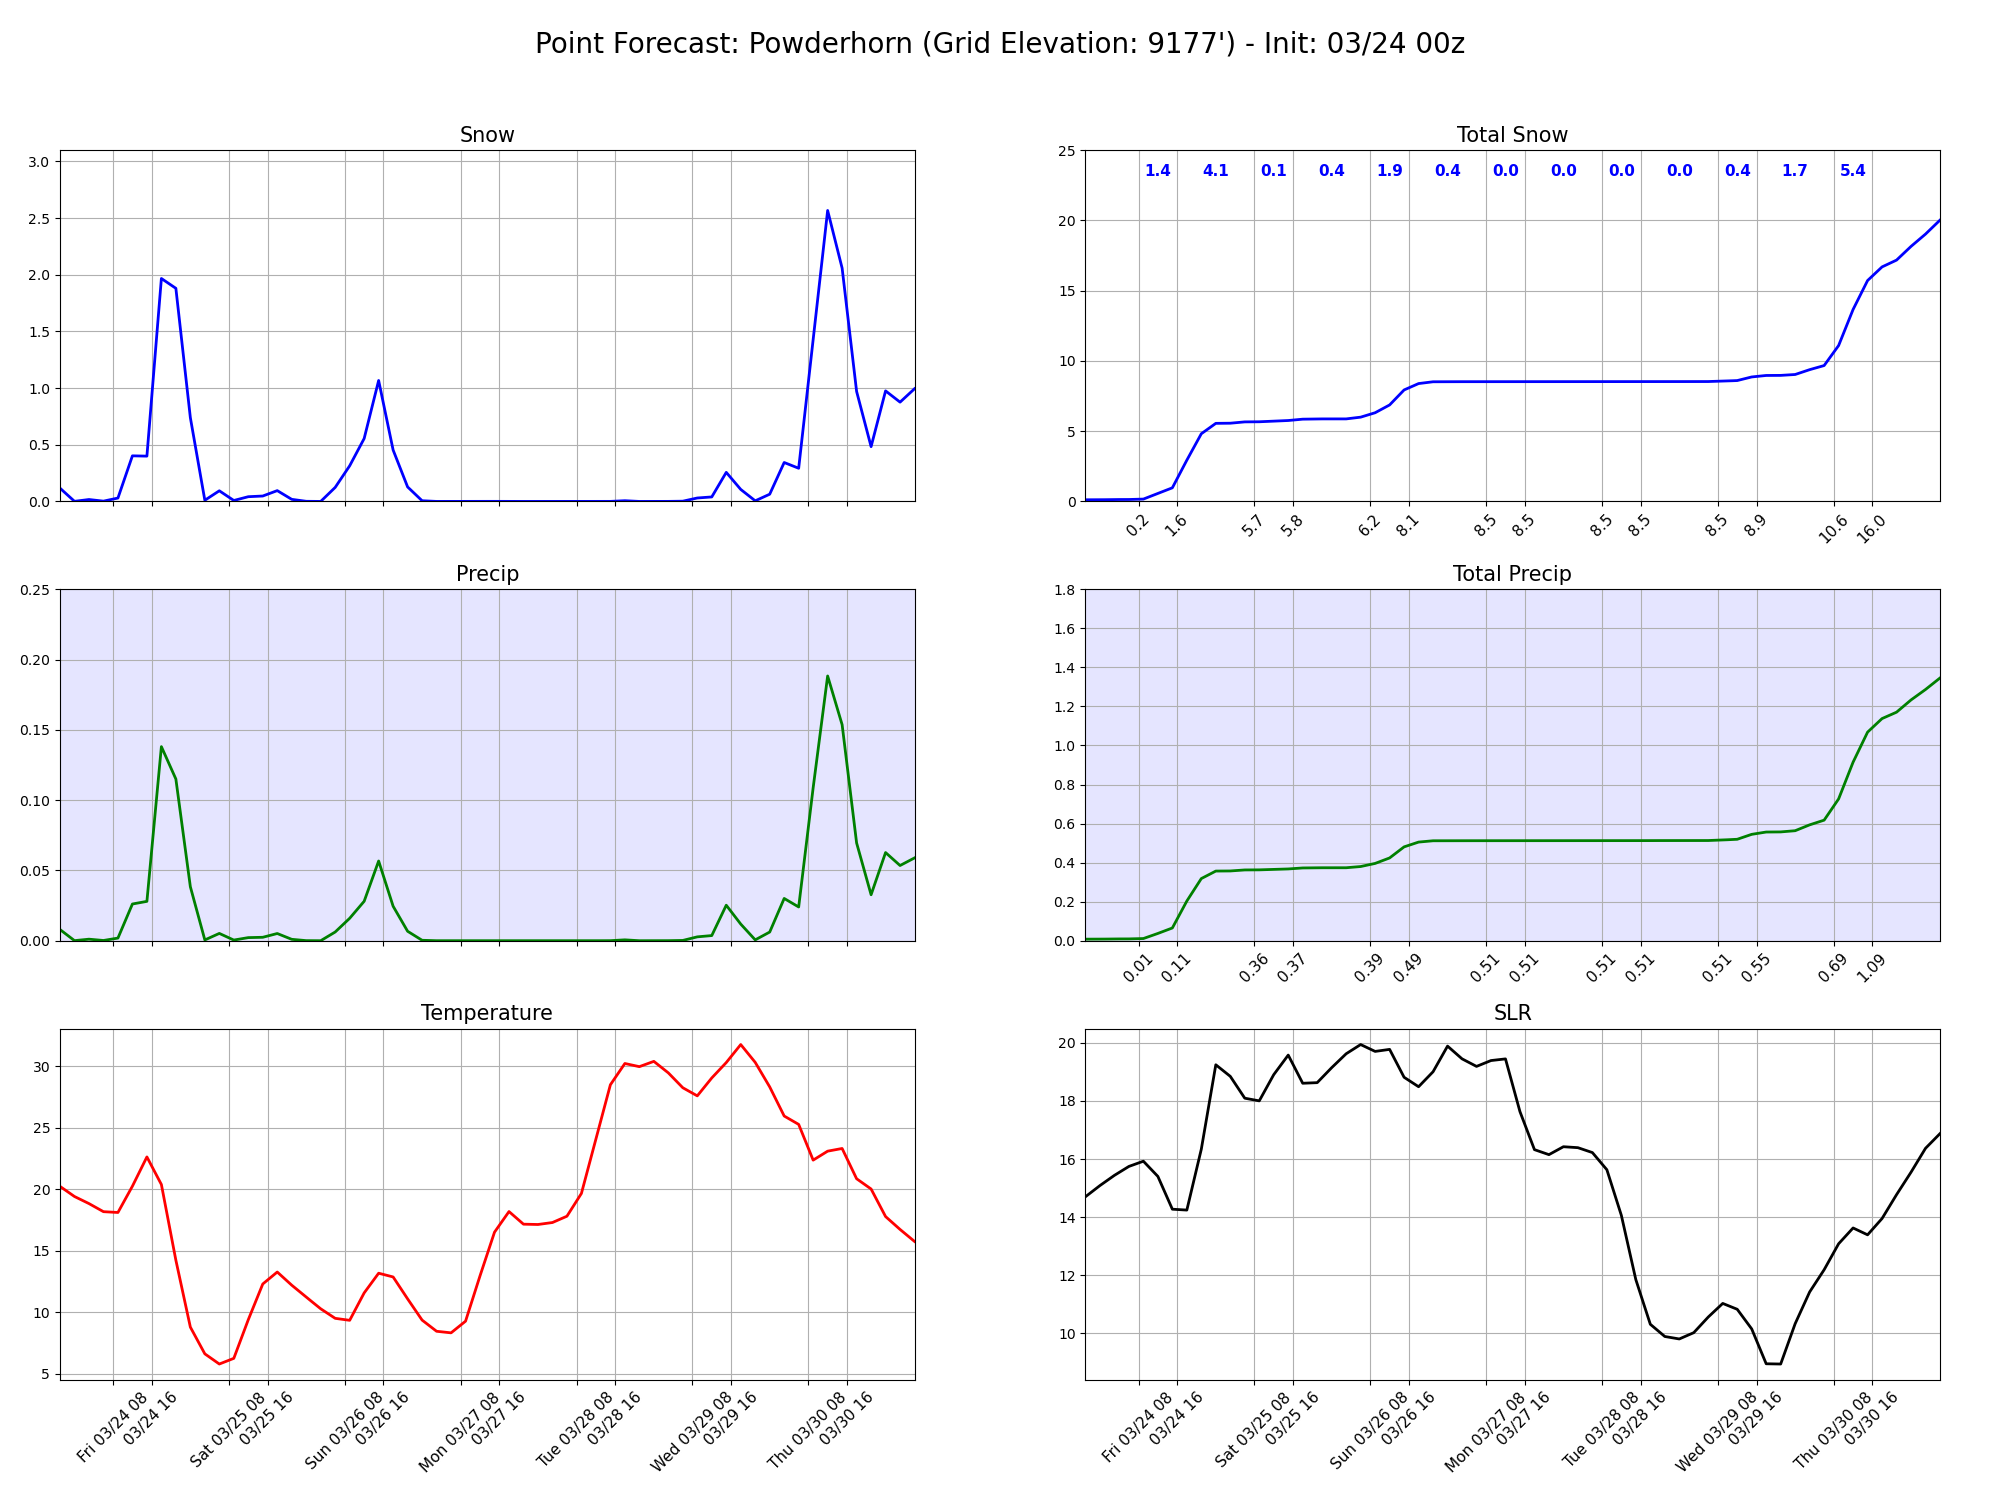 Point Forecast: Powderhorn (Grid Elevation: 9177') - Init: 03/24 00z
Snow
3.0
2.5
2.0
1.5
1.0
0.5
0.0
Total Snow
1.4 4.1 0.1 0.4 1.9 0.4 0.0 0.0 0.0 0.0 0.4 1.7 5.4
25
20
15
10
5
0
0.2 1.6 5.7 5.8 6.2 8.1 8.5 8.5 8.5 8.5 8.5 8.9 10.6 16.0
Precip
0.25
0.20
0.15
0.10
0.05
0.00
Total Precip
1.8
1.6
1.4
1.2
1.0
0.8
0.6
0.4
0.2
0.0
0.01 0.11 0.36 0.37 0.39 0.49 0.51 0.51 0.51 0.51 0.51 0.55 0.69 1.09
Temperature
30
25
20
15
10
5
Fri 03/24 08
03/24 16
Sat 03/25 08
03/25 16
Sun 03/26 08
03/26 16
Mon 03/27 08
03/27 16
Tue 03/28 08
03/28 16
Wed 03/29 08
03/29 16
Thu 03/30 08
03/30 16
SLR
20
18
16
14
12
10
Fri 03/24 08
03/24 16
Sat 03/25 08
03/25 16
Sun 03/26 08
03/26 16
Mon 03/27 08
03/27 16
Tue 03/28 08
03/28 16
Wed 03/29 08
03/29 16
Thu 03/30 08
03/30 16